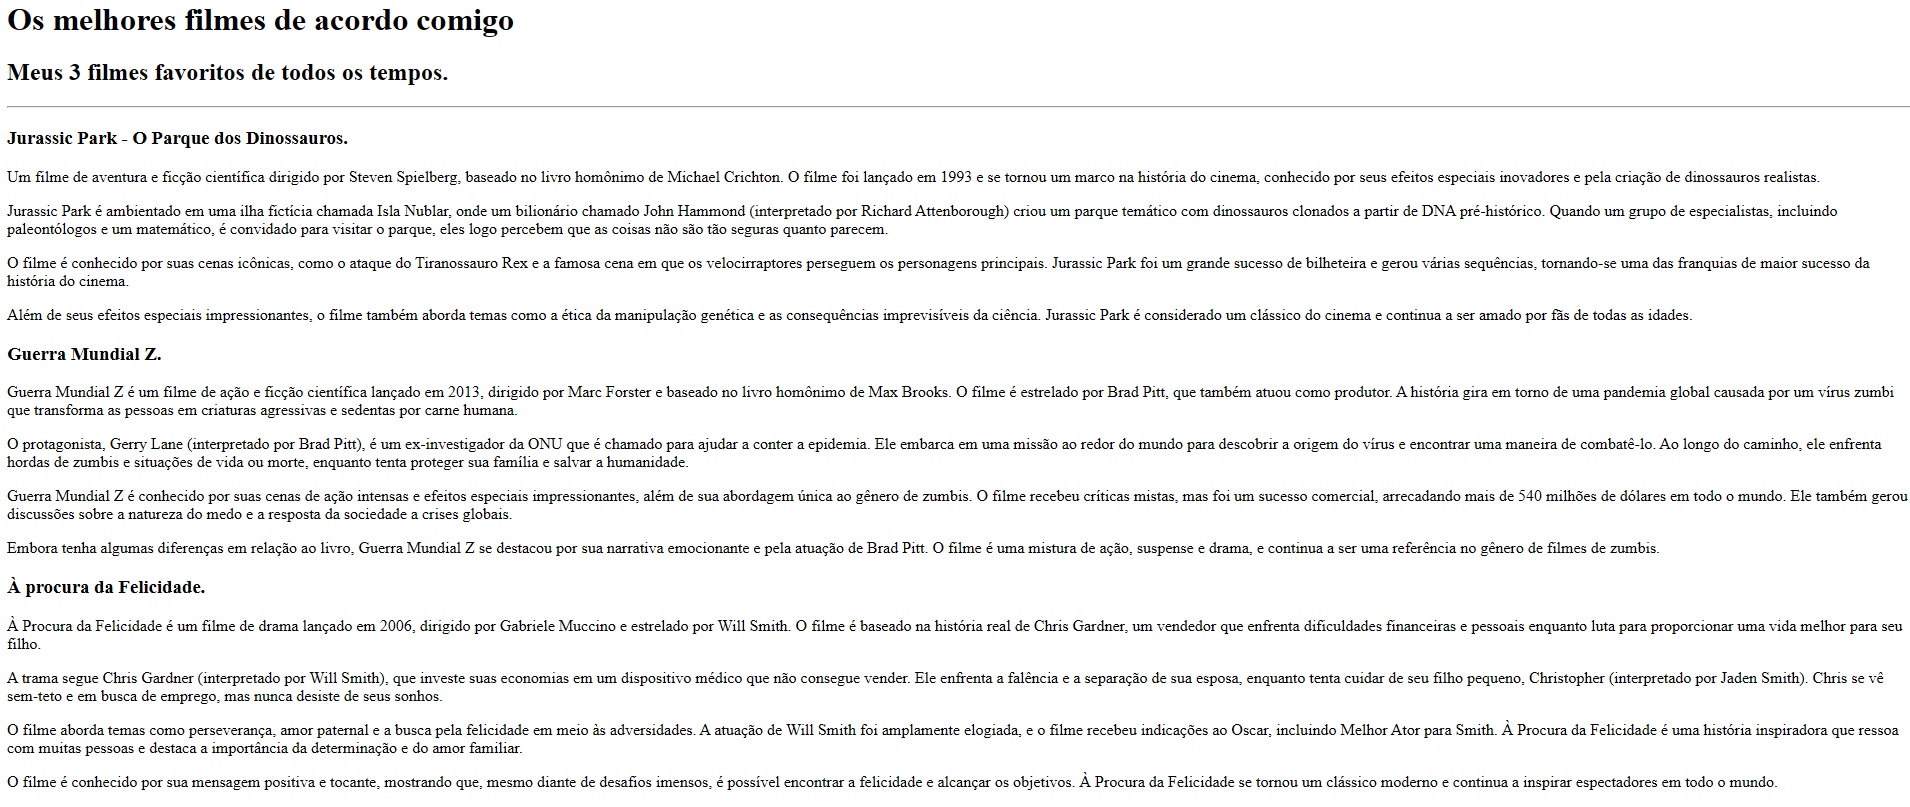 Os melhores filmes de acordo comigo
Meus 3 filmes favoritos de todos os tempos.
Jurassic Park - O Parque dos Dinossauros.
Um filme de aventura e ficção científica dirigido por Steven Spielberg, baseado no livro homônimo de Michael Crichton. O filme foi lançado em 1993 e se tornou um marco na história do cinema, conhecido por seus efeitos especiais inovadores e pela criação de dinossauros realistas.
Jurassic Park é ambientado em uma ilha fictícia chamada Isla Nublar, onde um bilionário chamado John Hammond (interpretado por Richard Attenborough) criou um parque temático com dinossauros clonados a partir de DNA pré-histórico. Quando um grupo de especialistas, incluindo
paleontólogos e um matemático, é convidado para visitar o parque, eles logo percebem que as coisas não são tão seguras quanto parecem.
O filme é conhecido por suas cenas icônicas, como o ataque do Tiranossauro Rex e a famosa cena em que os velocirraptores perseguem os personagens principais. Jurassic Park foi um grande sucesso de bilheteira e gerou várias sequências, tornando-se uma das franquias de maior sucesso da
história do cinema.
Além de seus efeitos especiais impressionantes, o filme também aborda temas como a ética da manipulação genética e as consequências imprevisíveis da ciência. Jurassic Park é considerado um clássico do cinema e continua a ser amado por fãs de todas as idades.
Guerra Mundial Z.
Guerra Mundial Z é um filme de ação e ficção científica lançado em 2013, dirigido por Marc Forster e baseado no livro homônimo de Max Brooks. O filme é estrelado por Brad Pitt, que também atuou como produtor. A história gira em torno de uma pandemia global causada por um vírus zumbi
que transforma as pessoas em criaturas agressivas e sedentas por carne humana.
O protagonista, Gerry Lane (interpretado por Brad Pitt), é um ex-investigador da ONU que é chamado para ajudar a conter a epidemia. Ele embarca em uma missão ao redor do mundo para descobrir a origem do vírus e encontrar uma maneira de combatê-lo. Ao longo do caminho, ele enfrenta
hordas de zumbis e situações de vida ou morte, enquanto tenta proteger sua família e salvar a humanidade.
Guerra Mundial Z é conhecido por suas cenas de ação intensas e efeitos especiais impressionantes, além de sua abordagem única ao gênero de zumbis. O filme recebeu críticas mistas, mas foi um sucesso comercial, arrecadando mais de 540 milhões de dólares em todo o mundo. Ele também gerou
discussões sobre a natureza do medo e a resposta da sociedade a crises globais.
Embora tenha algumas diferenças em relação ao livro, Guerra Mundial Z se destacou por sua narrativa emocionante e pela atuação de Brad Pitt. O filme é uma mistura de ação, suspense e drama, e continua a ser uma referência no gênero de filmes de zumbis.
À procura da Felicidade.
À Procura da Felicidade é um filme de drama lançado em 2006, dirigido por Gabriele Muccino e estrelado por Will Smith. O filme é baseado na história real de Chris Gardner, um vendedor que enfrenta dificuldades financeiras e pessoais enquanto luta para proporcionar uma vida melhor para seu
filho.
A trama segue Chris Gardner (interpretado por Will Smith), que investe suas economias em um dispositivo médico que não consegue vender. Ele enfrenta a falência e a separação de sua esposa, enquanto tenta cuidar de seu filho pequeno, Christopher (interpretado por Jaden Smith). Chris se vê
sem-teto e em busca de emprego, mas nunca desiste de seus sonhos.
O filme aborda temas como perseverança, amor paternal e a busca pela felicidade em meio às adversidades. A atuação de Will Smith foi amplamente elogiada, e o filme recebeu indicações ao Oscar, incluindo Melhor Ator para Smith. À Procura da Felicidade é uma história inspiradora que ressoa
com muitas pessoas e destaca a importância da determinação e do amor familiar.
O filme é conhecido por sua mensagem positiva e tocante, mostrando que, mesmo diante de desafios imensos, é possível encontrar a felicidade e alcançar os objetivos. À Procura da Felicidade se tornou um clássico moderno e continua a inspirar espectadores em todo o mundo.